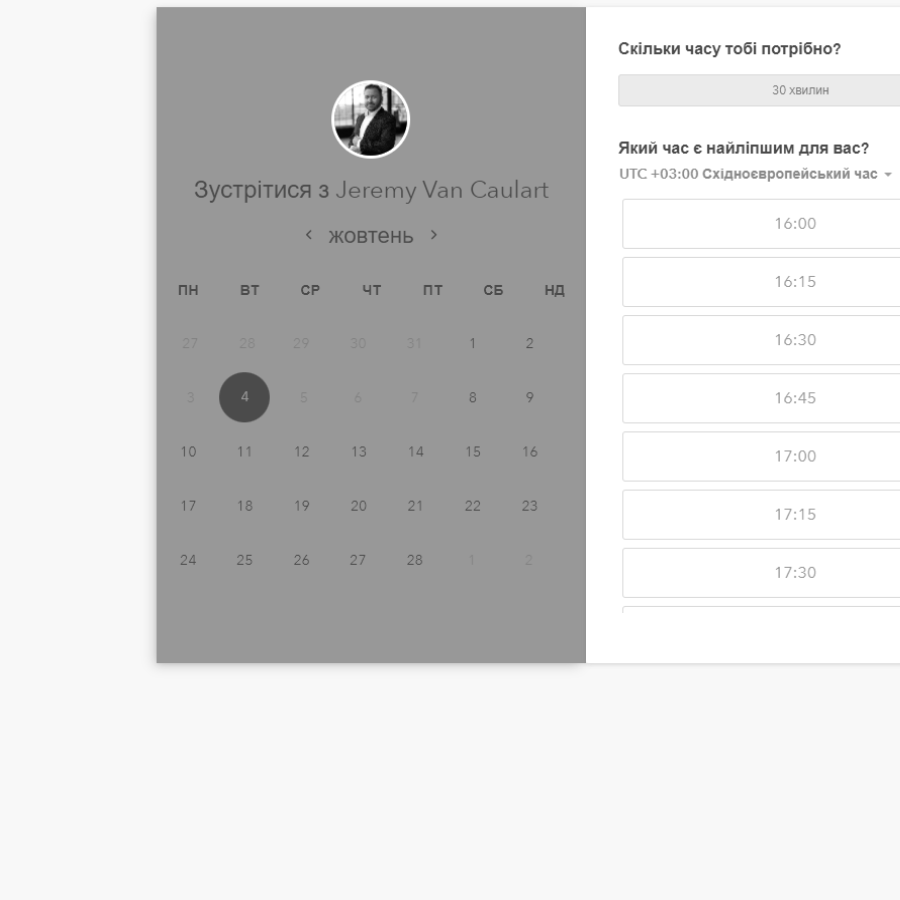 Зустрітися з Jeremy Van Caulart
жовтень
ПН ВТ СР ЧТ ПТ СБ НД
27 28 29 30 31 1 2
3 4 5 6 7 8 9
10 11 12 13 14 15 16
17 18 19 20 21 22 23
24 25 26 27 28 1 2
Скільки часу тобі потрібно?
30 хвилин
Який час є найліпшим для вас?
UTC +03:00 Східноєвропейський час
16:00
16:15
16:30
16:45
17:00
17:15
17:30